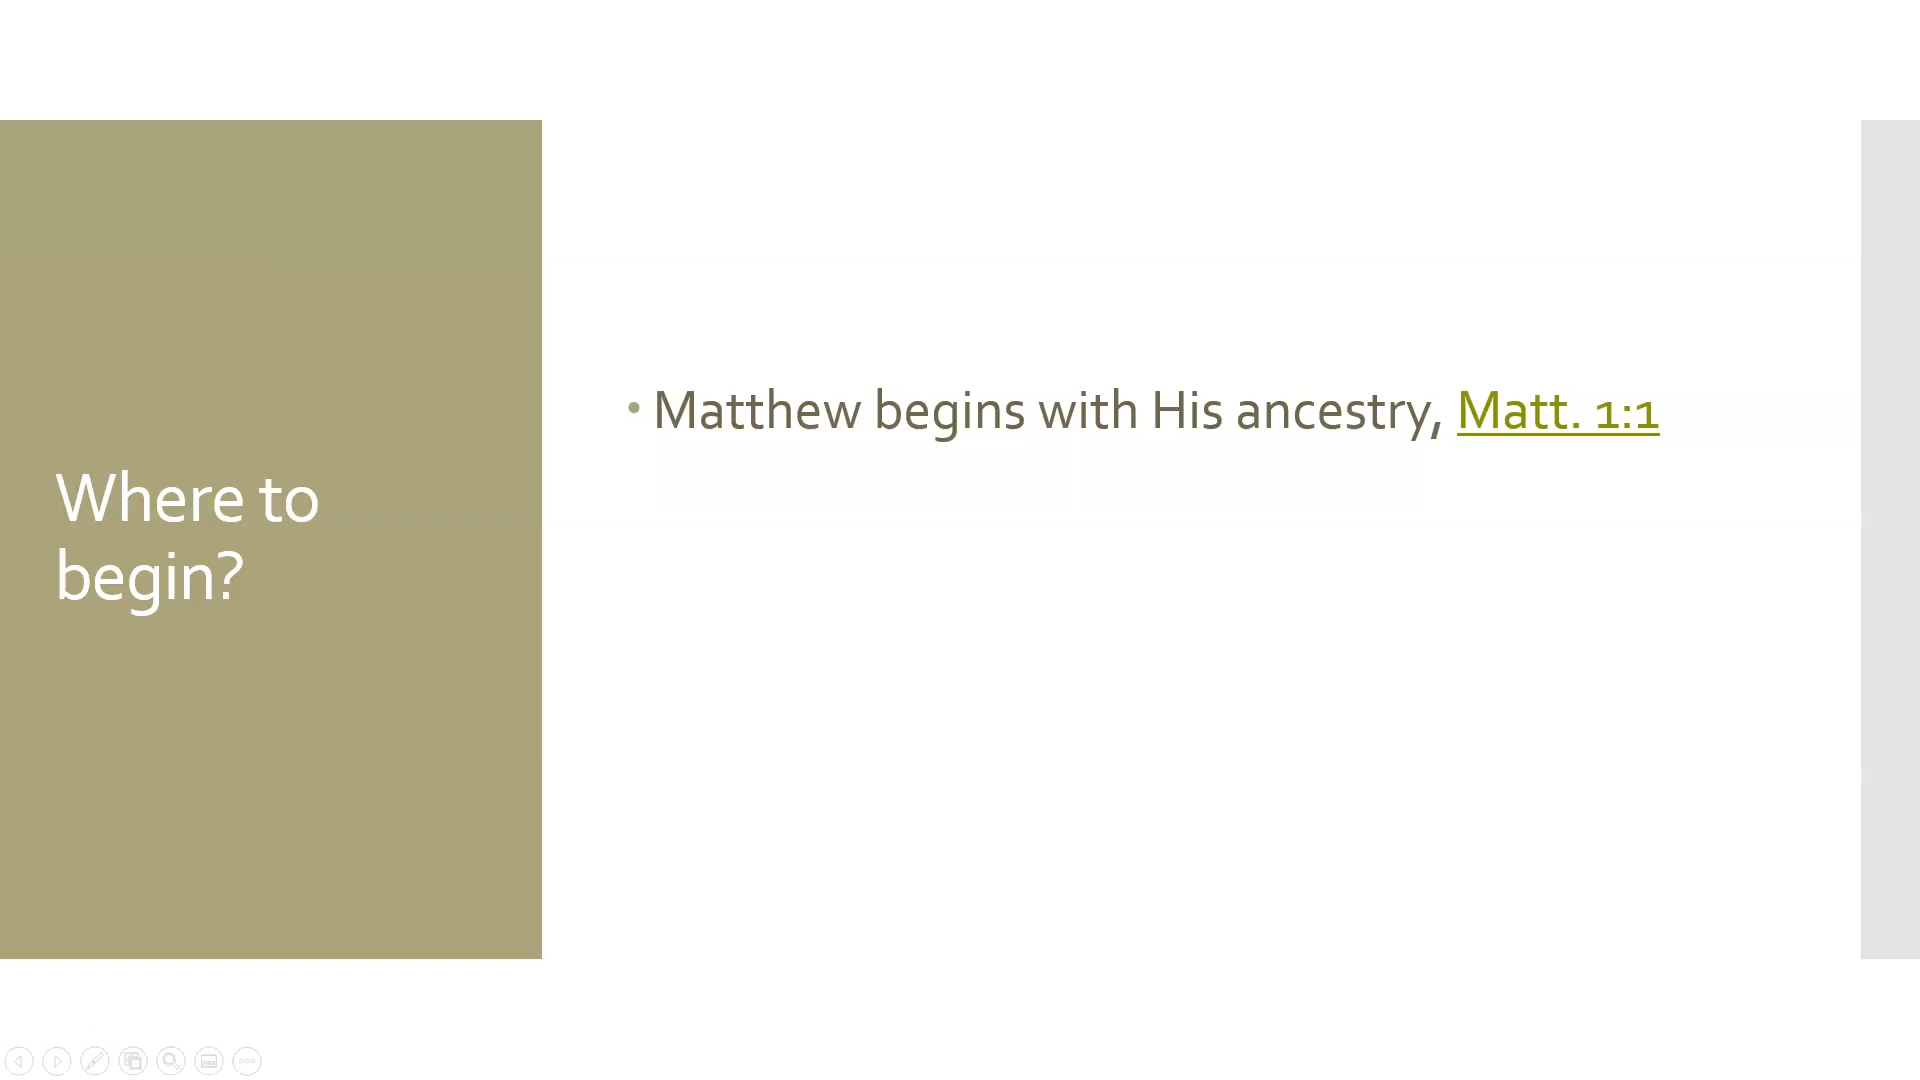 Where to
begin?
• Matthew begins with His ancestry, Matt. 1:1